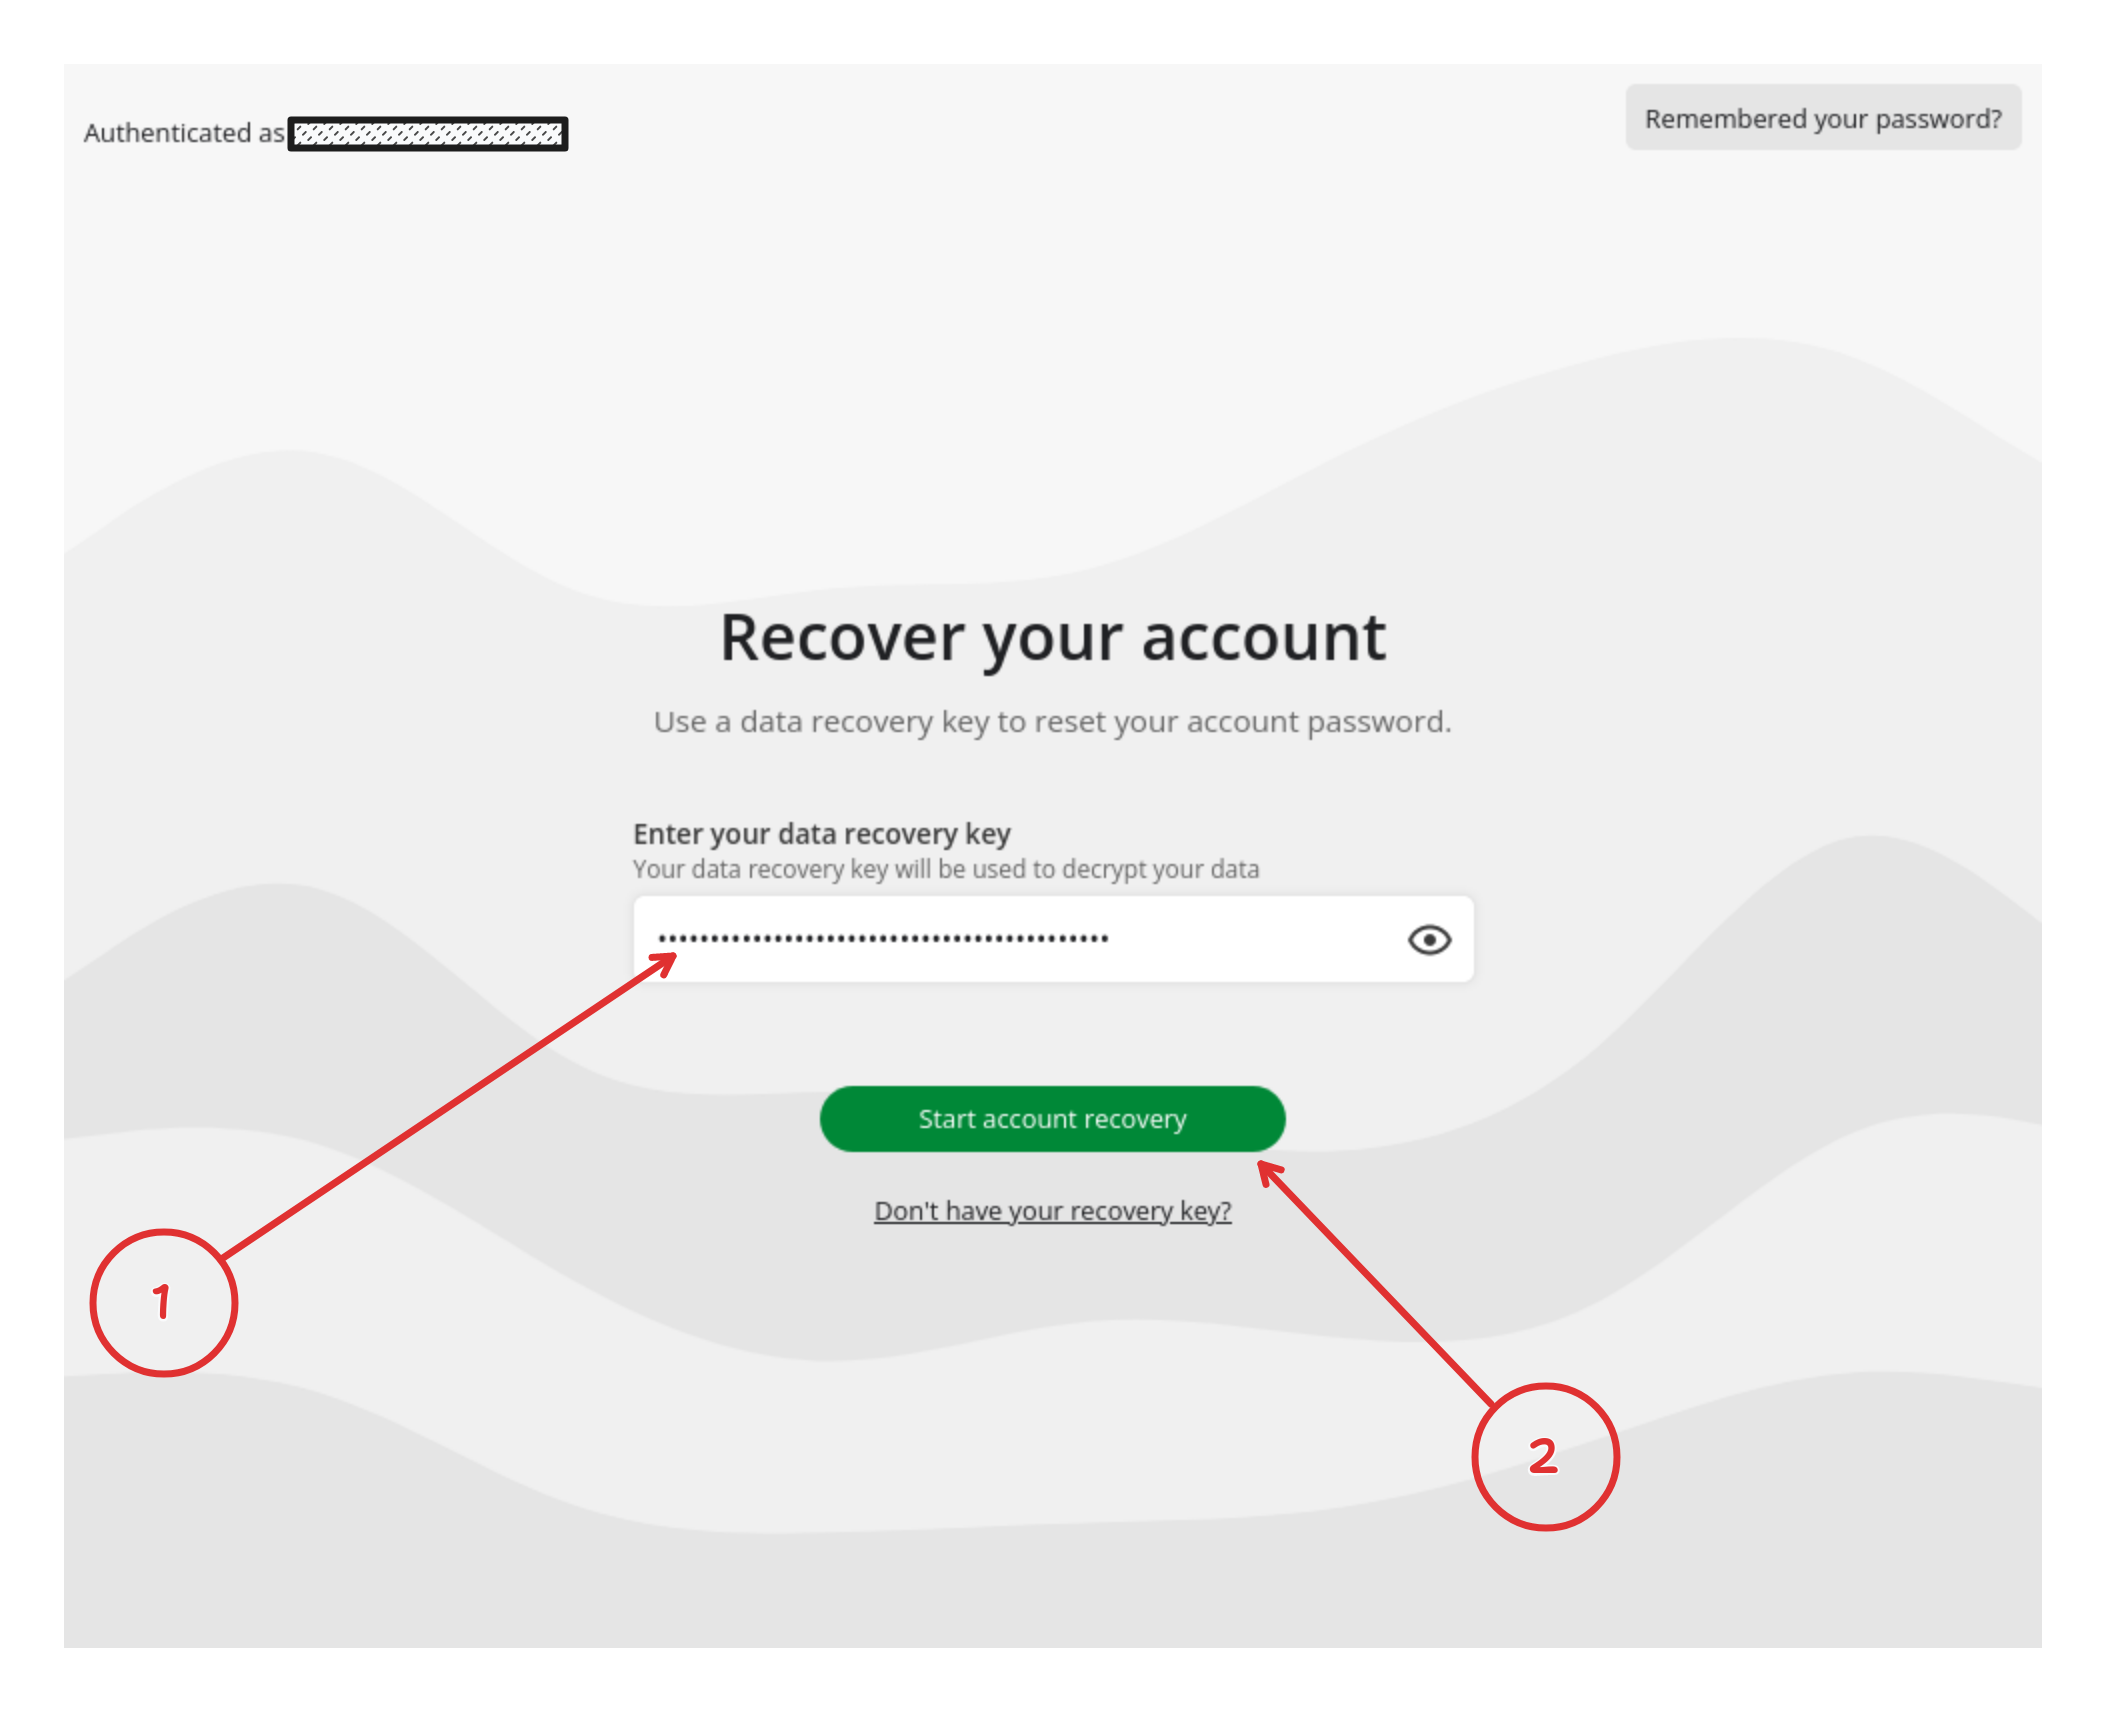 Authenticated as
Remembered your password?
Recover your account
Use a data recovery key to reset your account password.
Enter your data recovery key
Your data recovery key will be used to decrypt your data
Start account recovery
Don't have your recovery key?
1
2